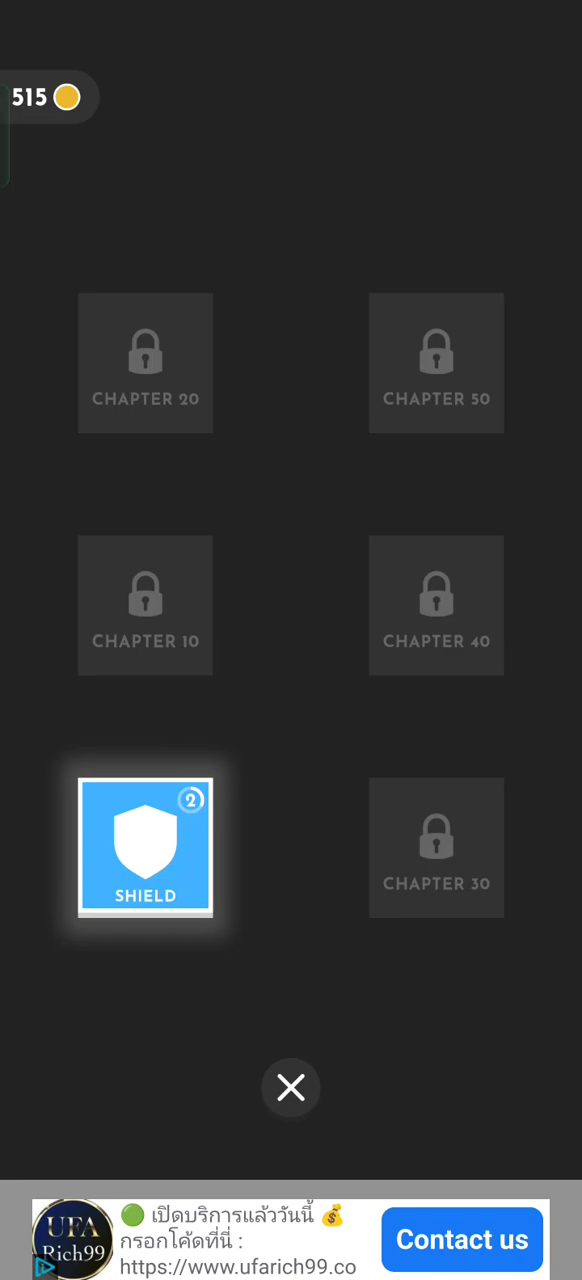 515
CHAPTER 20
CHAPTER 50
CHAPTER 10
CHAPTER 40
2
SHIELD
CHAPTER 30
UFA
Rich99
🟢 เปิดบริการแล้ววันนี้ 💰
กรอกโค้ดที่นี่ :
https://www.ufarich99.co
Contact us